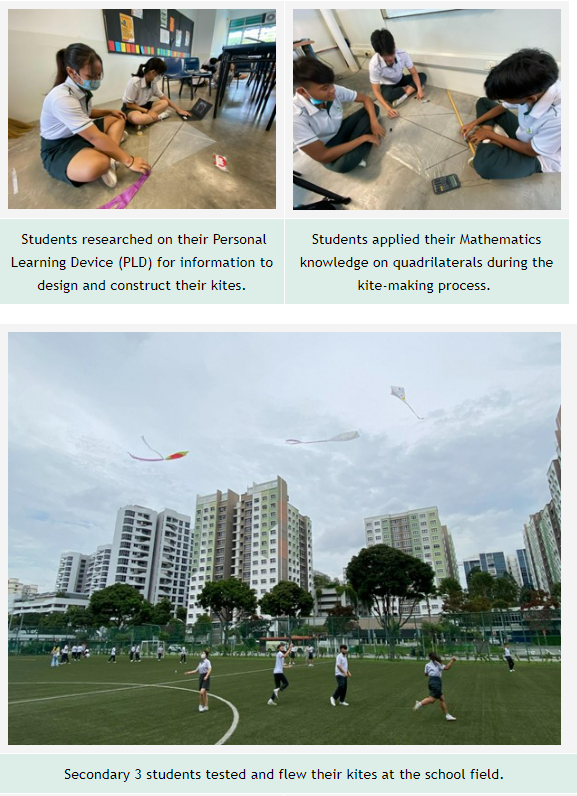 Students researched on their Personal
Learning Device (PLD) for information to
design and construct their kites.
Students applied their Mathematics
knowledge on quadrilaterals during the
kite-making process.
Secondary 3 students tested and flew their kites at the school field.